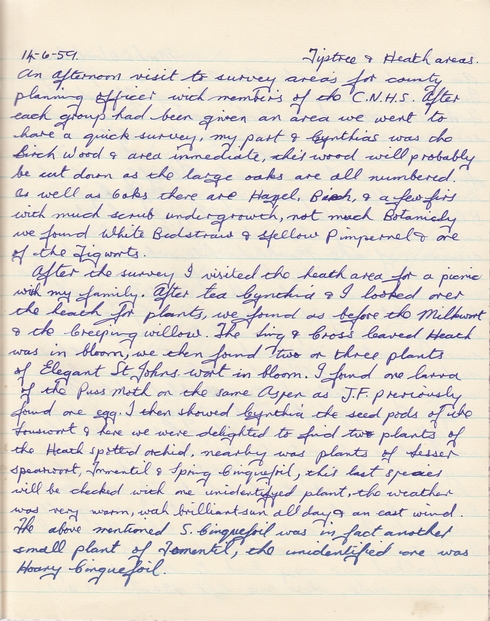 14-6-59. Tiptree & Heath areas.
An afternoon visit to survey areas for county
planning officer with members of the C.N.H.S. After
each group had been given an area we went to
have a quick survey, my part & Cynthias was the
Birch Wood & area immediate, this wood will probably
be cut down as the large oaks are all numbered.
As well as Oaks there are Hazel, Birch, & a few firs
with much scrub undergrowth, not much Botanicly
we found White Bedstraw & Yellow Pimpernel & one
of the Figworts.
After the survey I visited the heath area for a picnic
with my family. After tea Cynthia & I looked over
the heath for plants, we found as before the Milkwort
& the Creeping willow. The Ling & Cross leaved Heath
was in bloom, we then found two or three plants
of Elegant St Johns wort in bloom. I found one larva
of the Puss Moth on the same Aspen as J.F. previously
found one egg. I then showed Cynthia the seed pods of the
& here we were delighted to find two plants of
the Heath spotted orchid, nearby was plants of Lesser
spearwort, Tormentil & Spring Cinquefoil, this last species
will be checked with one unidentifyed plant, the weather
was very warm, with brilliant sun all day & an east wind.
The above mentioned S. Cinquefoil was in fact another
small plant of Tormentil, the unidentified one was
Hoary Cinquefoil.